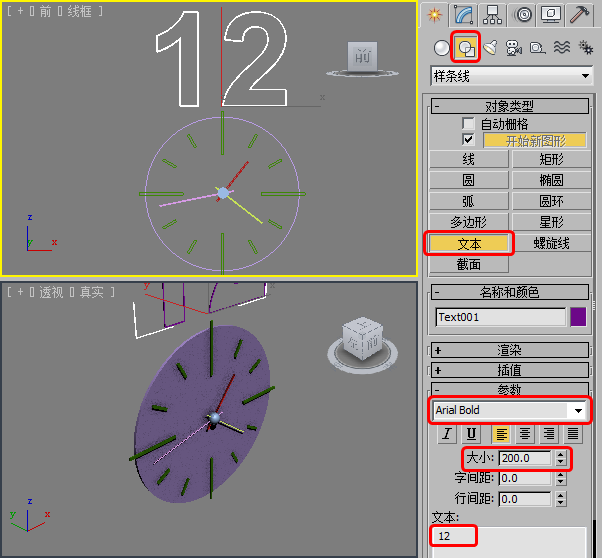 [ + 0 前 0 线框 ]
12
前
x
z
y x
[ + 0 透视 0 真实 ]
y
左 前
z
y x
样条线
- 对象类型
自动栅格
开始新图形
线 矩形
圆 椭圆
弧 圆环
多边形 星形
文本 螺旋线
截面
- 名称和颜色
Text001
+ 渲染
+ 插值
- 参数
Arial Bold
I U
大小: 200.0
字间距: 0.0
行间距: 0.0
文本:
12